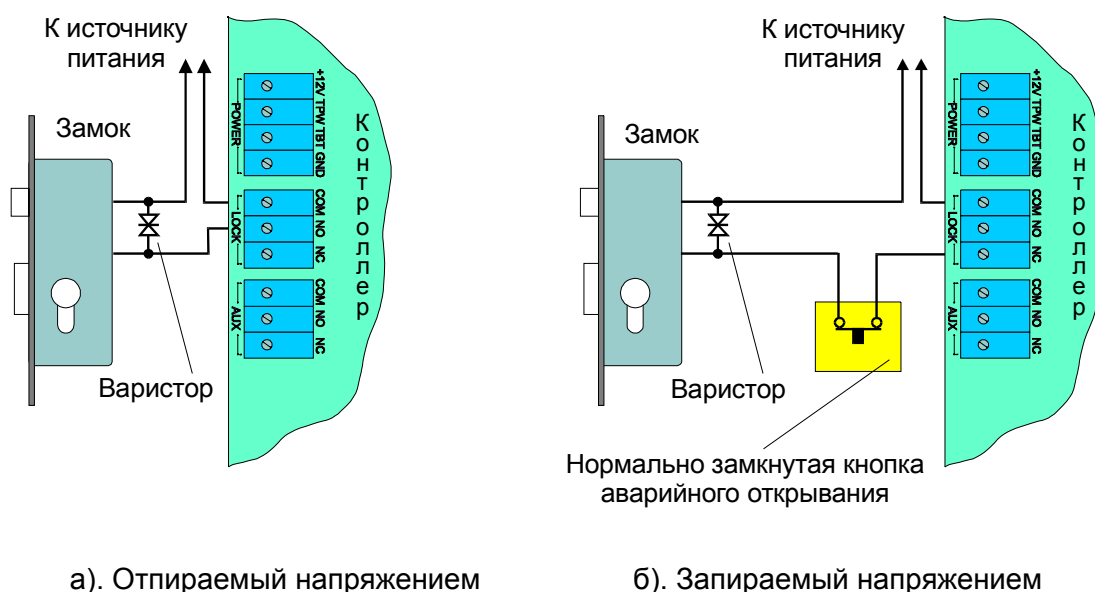 К источнику
питания
Замок
+12V TPW TBT GND
POWER
COM NO NC
LOCK
COM NO NC
AUX
Контроллер
Варистор
а). Отпираемый напряжением
К источнику
питания
Замок
+12V TPW TBT GND
POWER
COM NO NC
LOCK
COM NO NC
AUX
Контроллер
Варистор
Нормально замкнутая кнопка
аварийного открывания
б). Запираемый напряжением